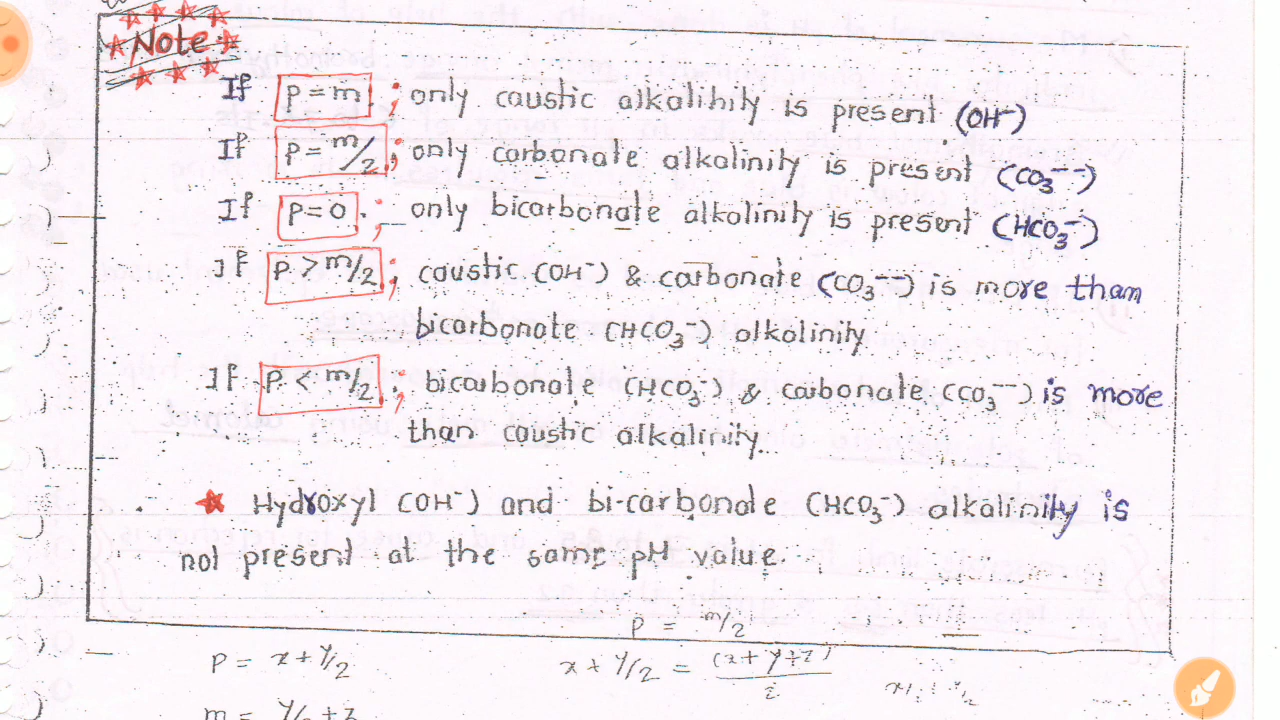 Note:
If p = m ; only caustic alkalinity is present (OH⁻)
If p = m/2 ; only carbonate alkalinity is present (CO₃⁻⁻)
If p = 0 ; only bicarbonate alkalinity is present (HCO₃⁻)
If p > m/2 ; caustic (OH⁻) & carbonate (CO₃⁻⁻) is more than
bicarbonate (HCO₃⁻) alkalinity
If p < m/2 ; bicarbonate (HCO₃⁻) & carbonate (CO₃⁻⁻) is more
than caustic alkalinity.
★ Hydroxyl (OH⁻) and bi-carbonate (HCO₃⁻) alkalinity is
not present at the same pH value.
p = m/2
p = x + y/2
x + y/2 = (x + y + z)/2
m =